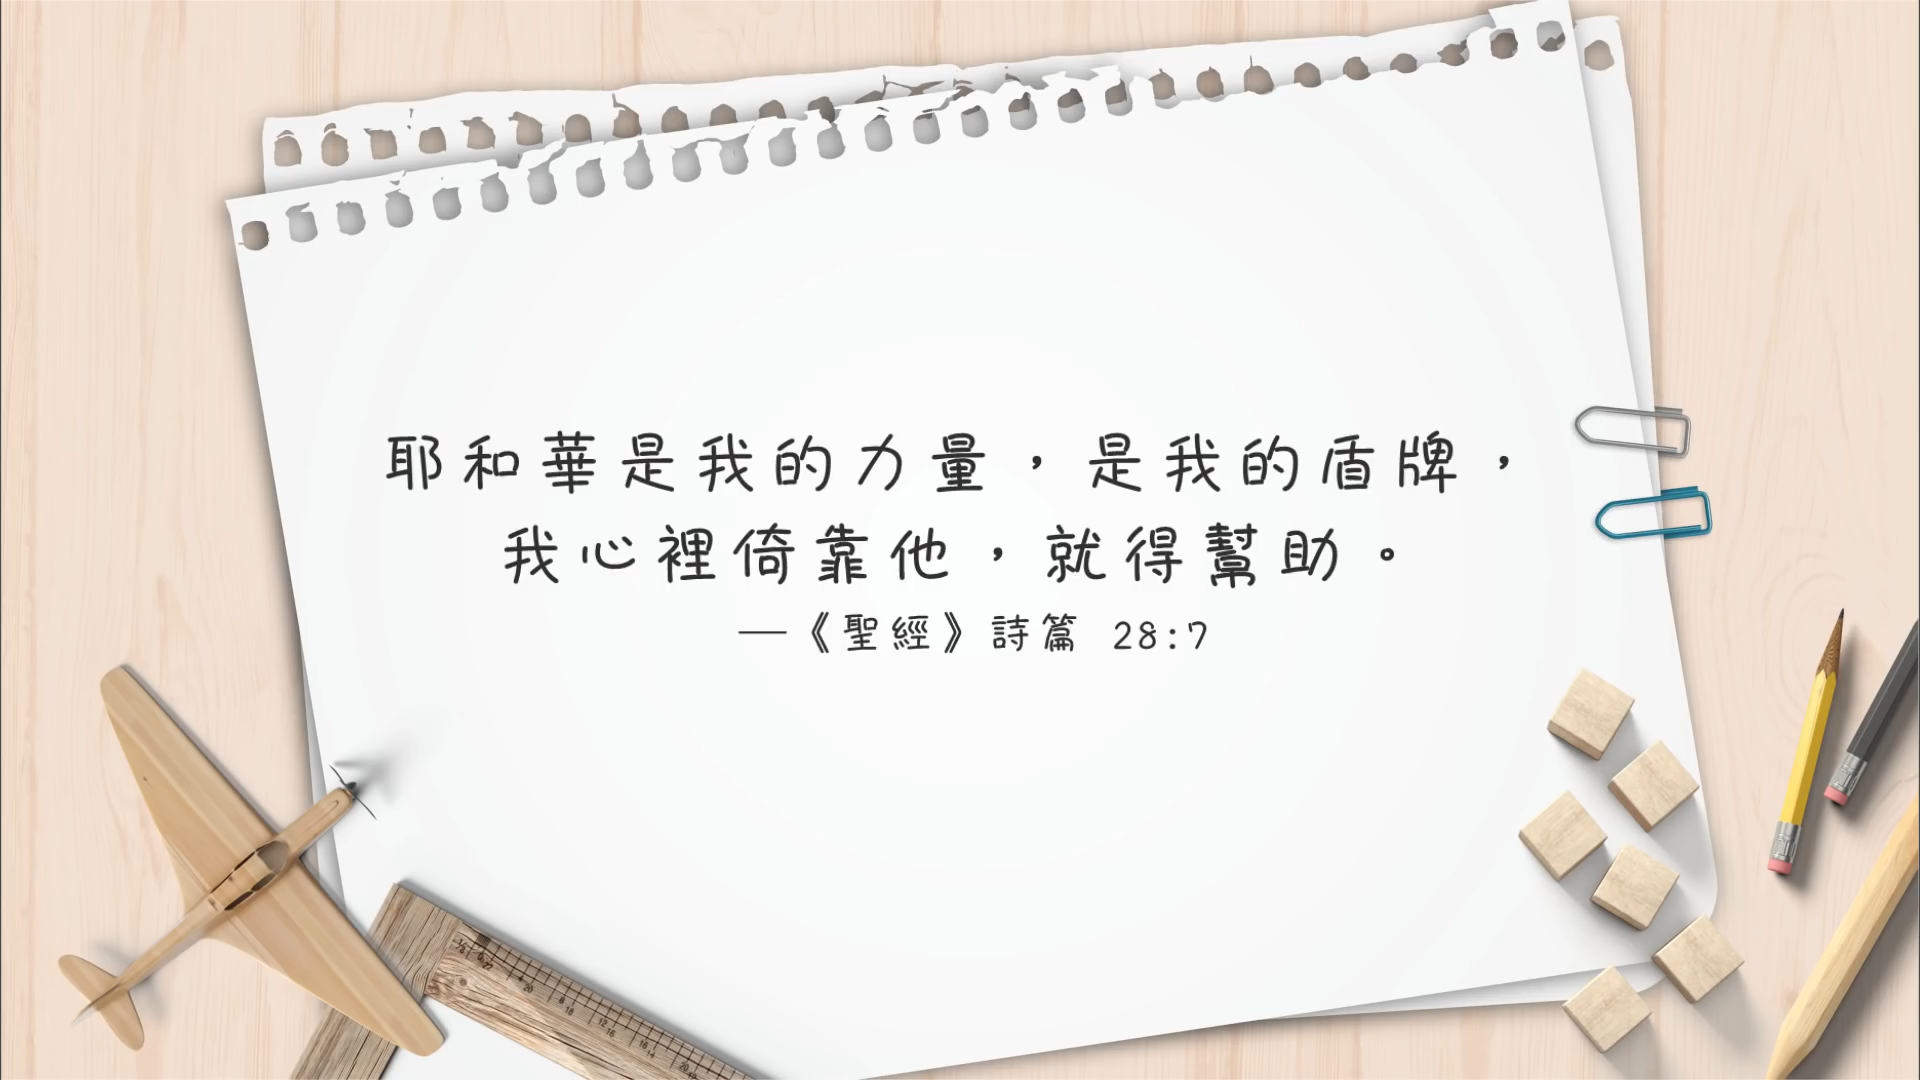 耶和華是我的力量，是我的盾牌，
我心裡倚靠他，就得幫助。
—《聖經》詩篇 28:7